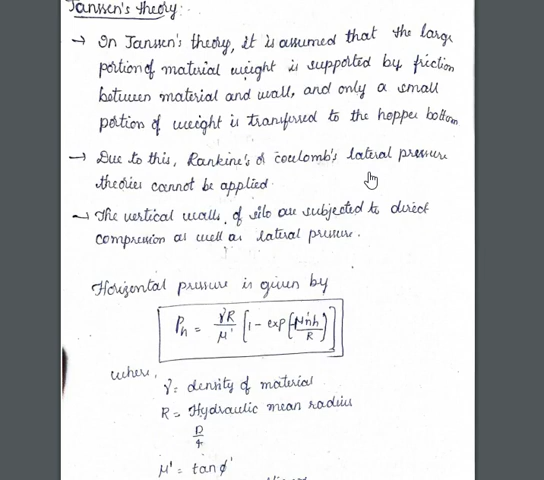 Janssen's theory:-
→ In Janssen's theory, it is assumed that the large
portion of material weight is supported by friction
between material and wall, and only a small
portion of weight is transferred to the hopper bottom
→ Due to this, Rankine's & coulomb's lateral pressure
theories cannot be applied.
→ The vertical walls, of silo are subjected to direct
compression as well as lateral pressure.
Horizontal pressure is given by
Ph = γR/μ' [1 - exp(-μ'nh/R)]
where,
γ = density of material
R = Hydraulic mean radius
D/4
μ' = tanφ'